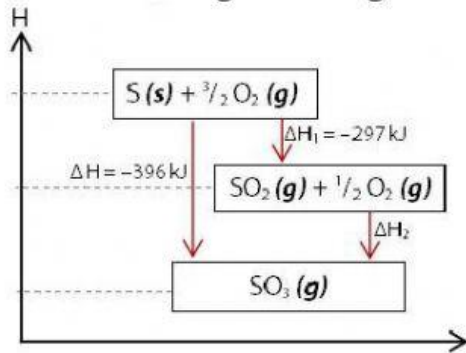 H
S(s) + ³/₂ O₂(g)
ΔH₁ = −297 kJ
ΔH = −396 kJ
SO₂(g) + ¹/₂ O₂(g)
ΔH₂
SO₃(g)